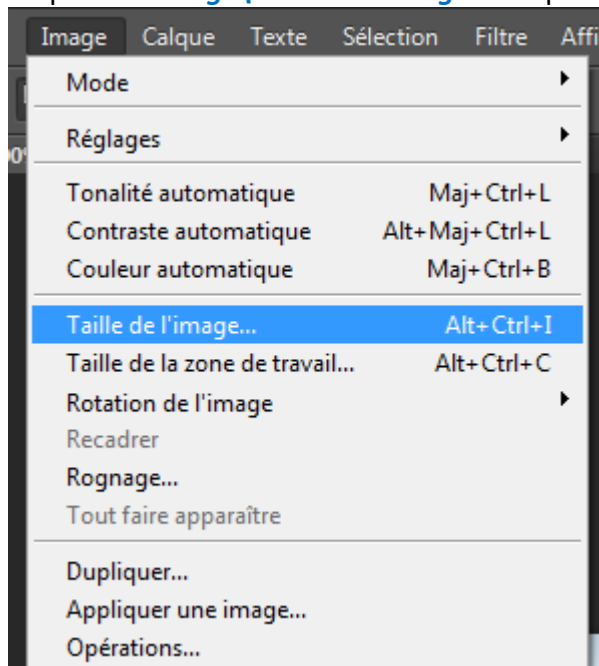 Image Calque Texte Sélection Filtre Affi
Mode
Réglages
Tonalité automatique Maj+Ctrl+L
Contraste automatique Alt+Maj+Ctrl+L
Couleur automatique Maj+Ctrl+B
Taille de l'image... Alt+Ctrl+I
Taille de la zone de travail... Alt+Ctrl+C
Rotation de l'image
Recadrer
Rognage...
Tout faire apparaître
Dupliquer...
Appliquer une image...
Opérations...